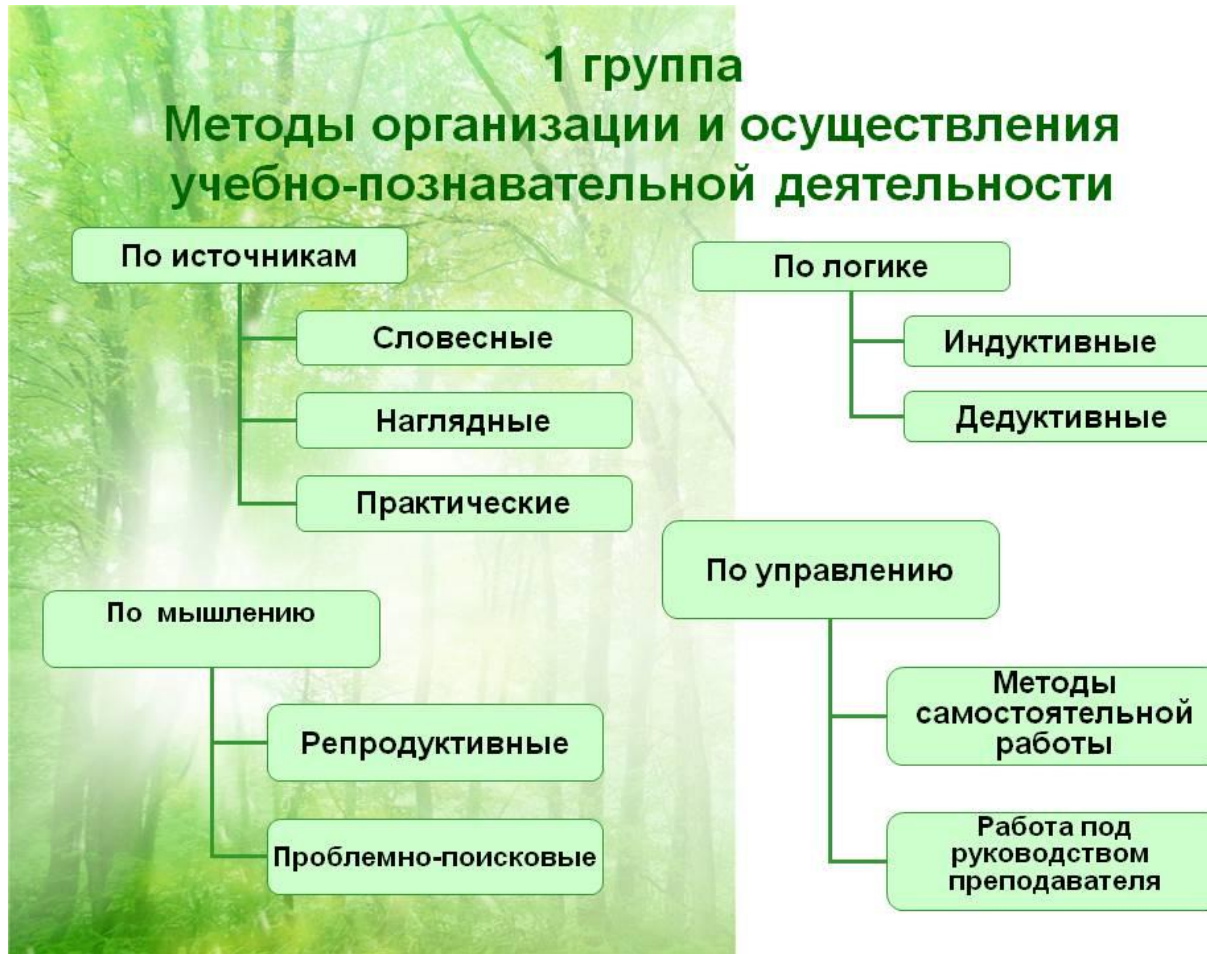 1 группа
Методы организации и осуществления
учебно-познавательной деятельности
По источникам
Словесные
Наглядные
Практические
По логике
Индуктивные
Дедуктивные
По мышлению
Репродуктивные
Проблемно-поисковые
По управлению
Методы
самостоятельной
работы
Работа под
руководством
преподавателя